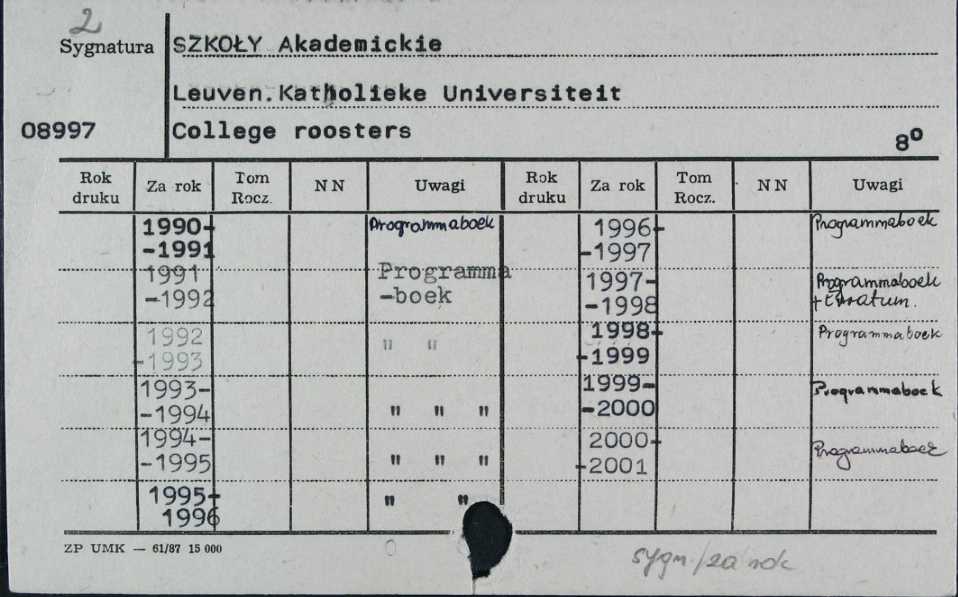 2
Sygnatura SZKOŁY Akademickie
Leuven. Katholieke Universiteit
08997 College roosters 8º
Rok druku Za rok Tom Rocz. NN Uwagi Rok druku Za rok Tom Rocz. NN Uwagi
1990- Programmaboek 1996- Programmaboek
-1991 -1997
1991 Programma 1997- Programmaboek
-1992 -boek -1998 + Erratum.
1992 " " 1998- Programmaboek
-1993 -1999
1993- 1999- Programmaboek
-1994 " " " -2000
1994- 2000- Programmaboek
-1995 " " " -2001
1995- " "
1996
ZP UMK — 61/87 15 000
sygn./za rok